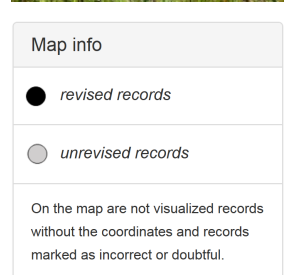 Map info
revised records
unrevised records
On the map are not visualized records
without the coordinates and records
marked as incorrect or doubtful.